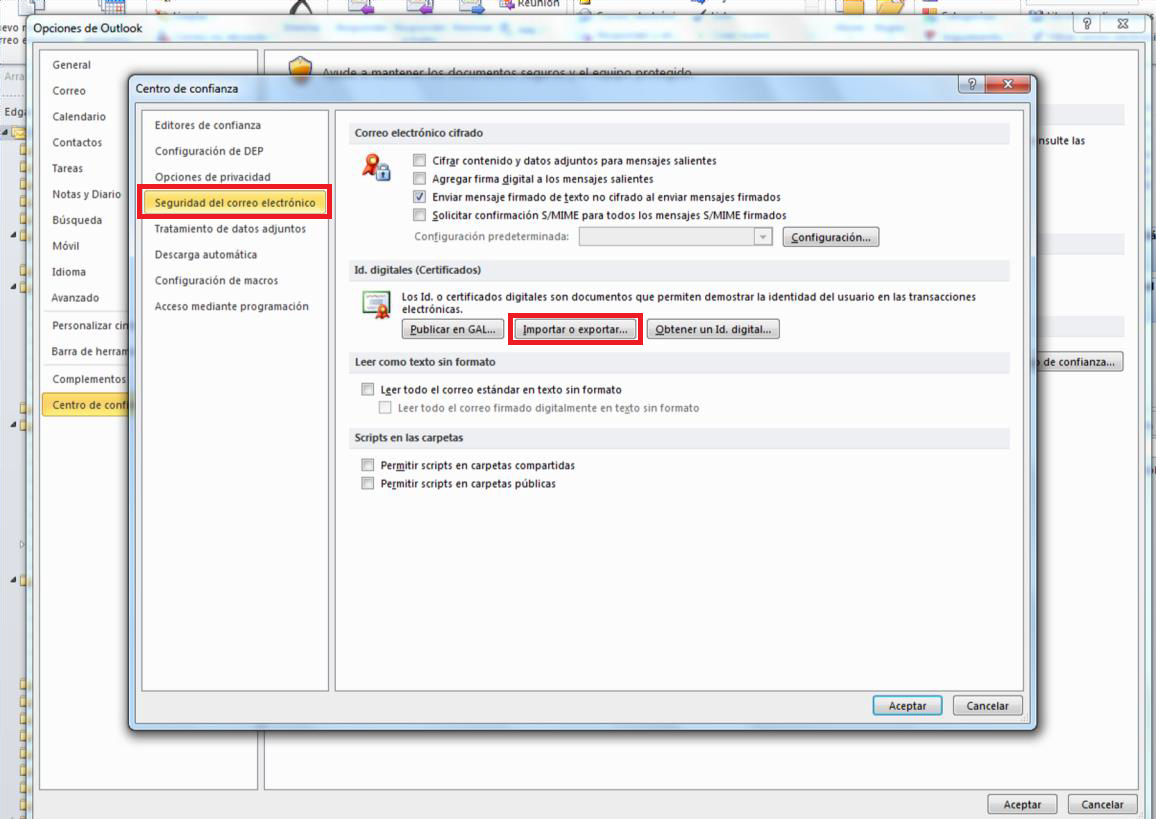 Reunión
Opciones de Outlook
Arra
Edga
General
Correo
Calendario
Contactos
Tareas
Notas y Diario
Búsqueda
Móvil
Idioma
Avanzado
Personalizar cin
Barra de herram
Complementos
Centro de confi
Ayude a mantener los documentos seguros y el equipo protegido
nsulte las
o de confianza...
Centro de confianza
Editores de confianza
Configuración de DEP
Opciones de privacidad
Seguridad del correo electrónico
Tratamiento de datos adjuntos
Descarga automática
Configuración de macros
Acceso mediante programación
Correo electrónico cifrado
Cifrar contenido y datos adjuntos para mensajes salientes
Agregar firma digital a los mensajes salientes
Enviar mensaje firmado de texto no cifrado al enviar mensajes firmados
Solicitar confirmación S/MIME para todos los mensajes S/MIME firmados
Configuración predeterminada: Configuración...
Id. digitales (Certificados)
Los Id. o certificados digitales son documentos que permiten demostrar la identidad del usuario en las transacciones
electrónicas.
Publicar en GAL... Importar o exportar... Obtener un Id. digital...
Leer como texto sin formato
Leer todo el correo estándar en texto sin formato
Leer todo el correo firmado digitalmente en texto sin formato
Scripts en las carpetas
Permitir scripts en carpetas compartidas
Permitir scripts en carpetas públicas
Aceptar Cancelar
Aceptar Cancelar